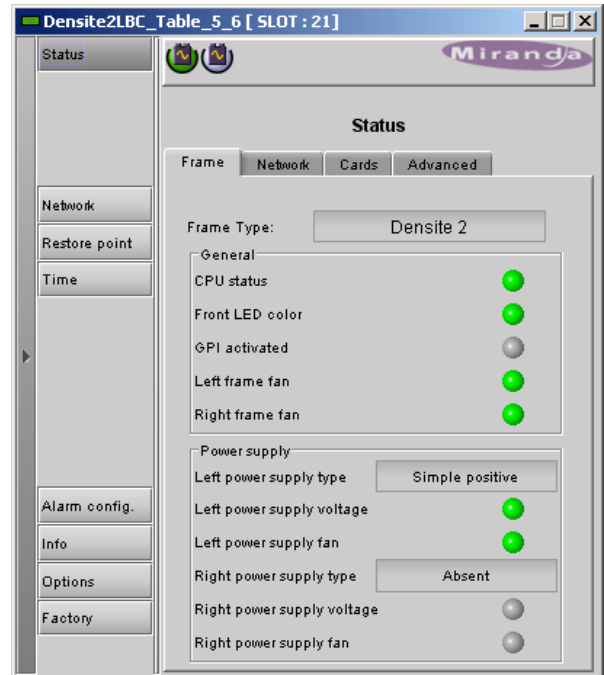 Densite2LBC_Table_5_6 [ SLOT : 21]
Status
Miranda
Status
Frame Network Cards Advanced
Network
Restore point
Time
Frame Type: Densite 2
General
CPU status
Front LED color
GPI activated
Left frame fan
Right frame fan
Power supply
Left power supply type Simple positive
Left power supply voltage
Left power supply fan
Right power supply type Absent
Right power supply voltage
Right power supply fan
Alarm config.
Info
Options
Factory